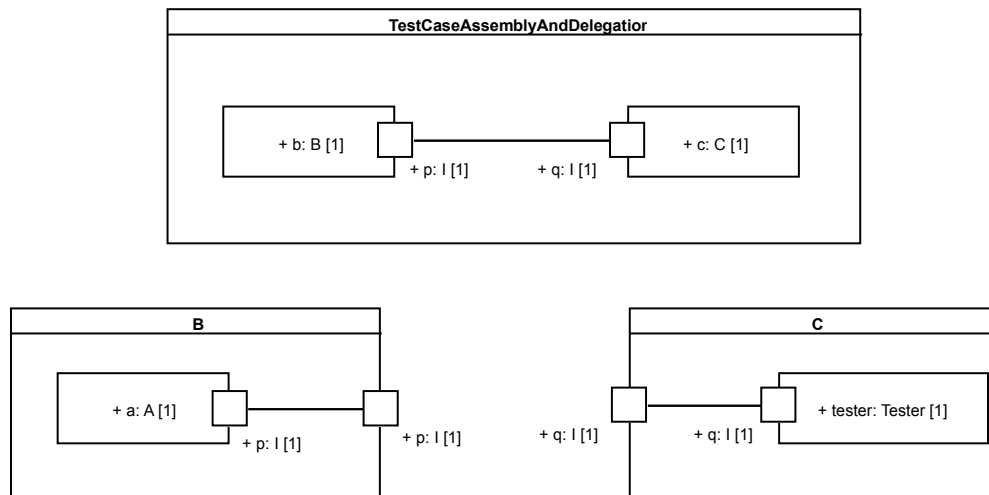 TestCaseAssemblyAndDelegatior
+ b: B [1]
+ c: C [1]
+ p: I [1]
+ q: I [1]
B
C
+ a: A [1]
+ tester: Tester [1]
+ p: I [1]
+ p: I [1]
+ q: I [1]
+ q: I [1]